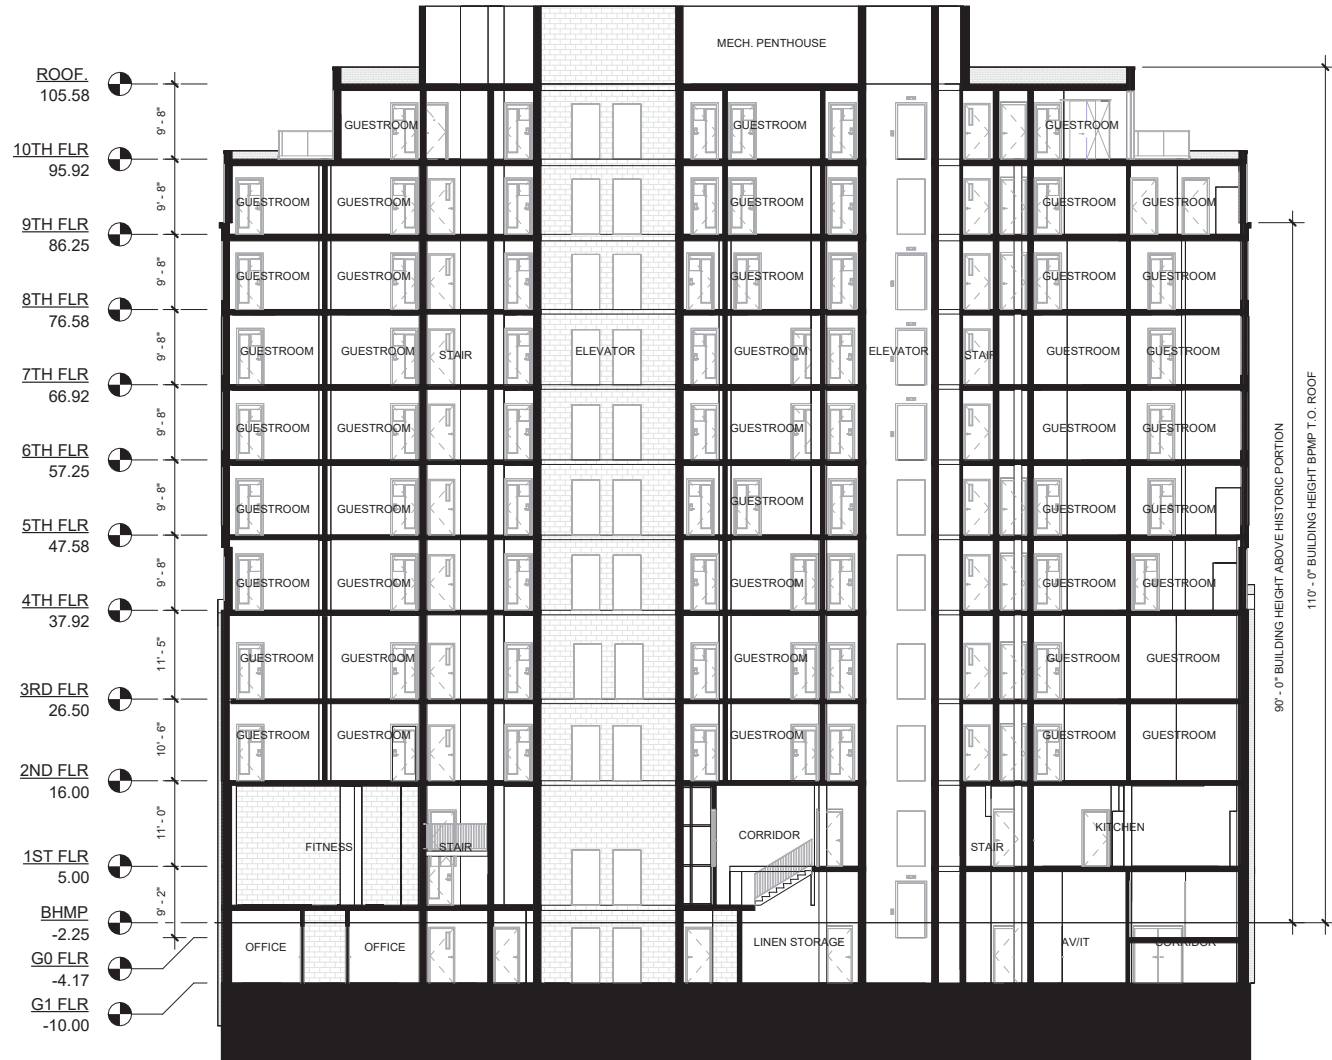 MECH. PENTHOUSE
ROOF.
105.58
9' - 8"
GUESTROOM GUESTROOM GUESTROOM
10TH FLR
95.92
9' - 8"
GUESTROOM GUESTROOM GUESTROOM GUESTROOM GUESTROOM
9TH FLR
86.25
9' - 8"
GUESTROOM GUESTROOM GUESTROOM GUESTROOM GUESTROOM
8TH FLR
76.58
9' - 8"
GUESTROOM GUESTROOM STAIR ELEVATOR GUESTROOM ELEVATOR STAIR GUESTROOM GUESTROOM
7TH FLR
66.92
9' - 8"
GUESTROOM GUESTROOM GUESTROOM GUESTROOM GUESTROOM
6TH FLR
57.25
9' - 8"
GUESTROOM GUESTROOM GUESTROOM GUESTROOM GUESTROOM
5TH FLR
47.58
9' - 8"
GUESTROOM GUESTROOM GUESTROOM GUESTROOM GUESTROOM
4TH FLR
37.92
11' - 5"
GUESTROOM GUESTROOM GUESTROOM GUESTROOM GUESTROOM
3RD FLR
26.50
10' - 6"
GUESTROOM GUESTROOM GUESTROOM GUESTROOM GUESTROOM
2ND FLR
16.00
11' - 0"
FITNESS STAIR CORRIDOR STAIR KITCHEN
1ST FLR
5.00
9' - 2"
BHMP
-2.25
OFFICE OFFICE LINEN STORAGE AV/IT CORRIDOR
G0 FLR
-4.17
G1 FLR
-10.00
90' - 0" BUILDING HEIGHT ABOVE HISTORIC PORTION
110' - 0" BUILDING HEIGHT BPMP T.O. ROOF